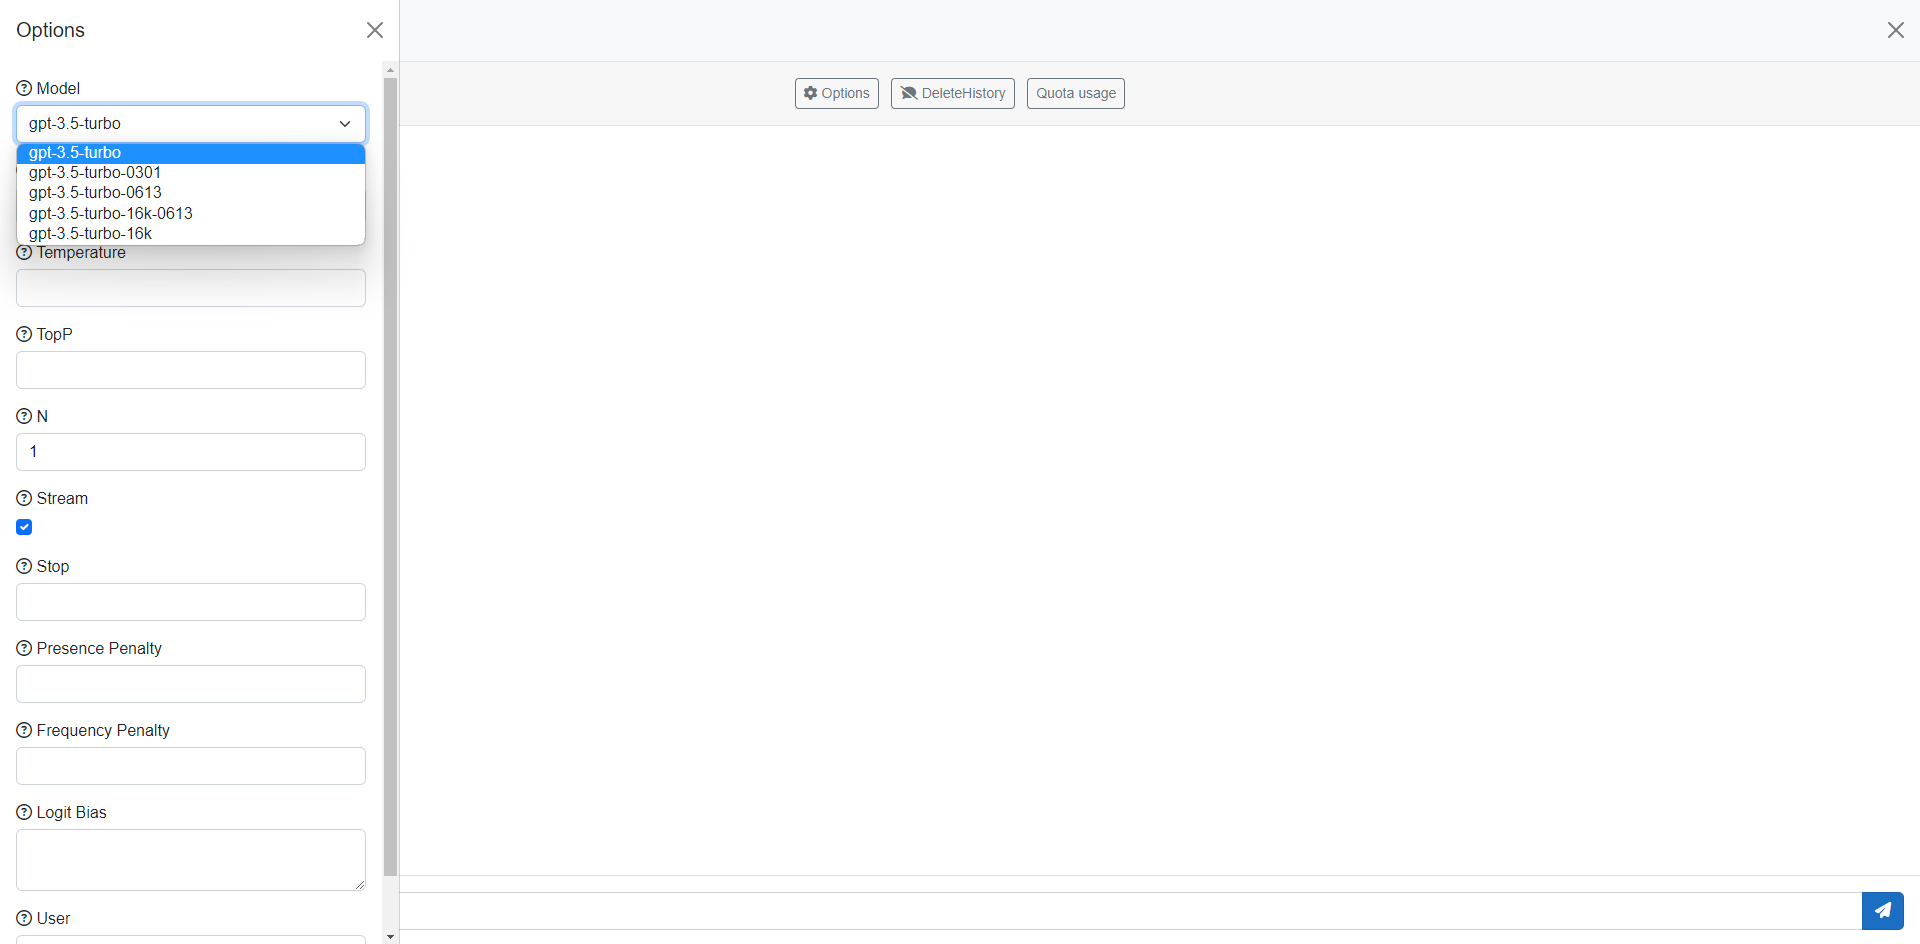 Options
Model
gpt-3.5-turbo
gpt-3.5-turbo
gpt-3.5-turbo-0301
gpt-3.5-turbo-0613
gpt-3.5-turbo-16k-0613
gpt-3.5-turbo-16k
Temperature
TopP
N
1
Stream
Stop
Presence Penalty
Frequency Penalty
Logit Bias
User
Options DeleteHistory Quota usage